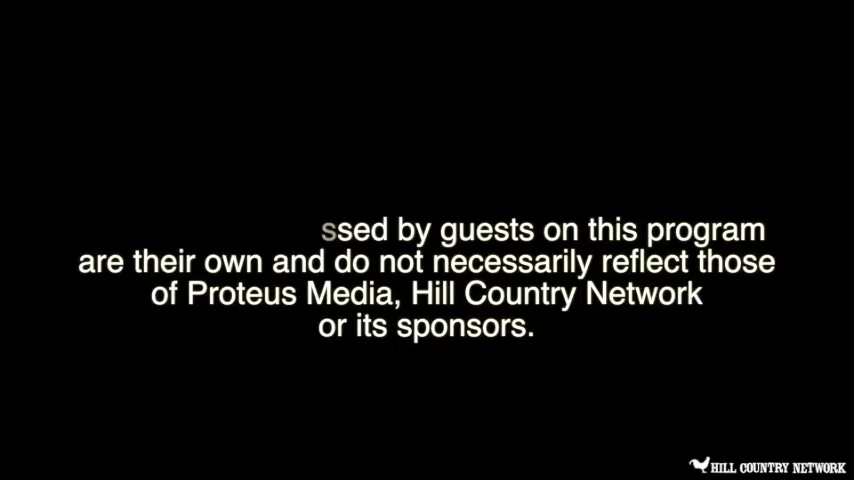 ssed by guests on this program
are their own and do not necessarily reflect those
of Proteus Media, Hill Country Network
or its sponsors.
HILL COUNTRY NETWORK